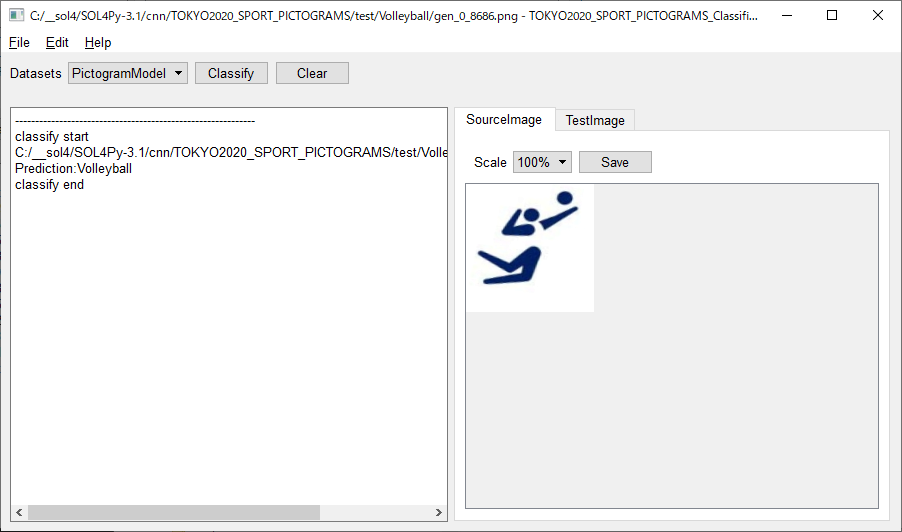 C:/__sol4/SOL4Py-3.1/cnn/TOKYO2020_SPORT_PICTOGRAMS/test/Volleyball/gen_0_8686.png - TOKYO2020_SPORT_PICTOGRAMS_Classifi...
File Edit Help
Datasets PictogramModel Classify Clear
------------------------------------------------------------
classify start
C:/__sol4/SOL4Py-3.1/cnn/TOKYO2020_SPORT_PICTOGRAMS/test/Volle
Prediction:Volleyball
classify end
SourceImage TestImage
Scale 100% Save